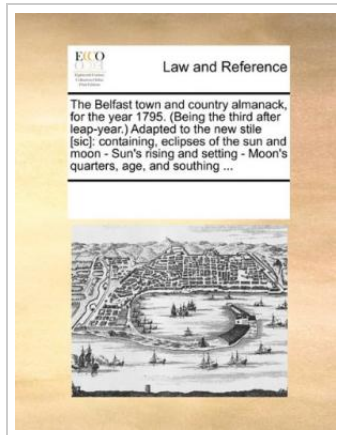 ECCO
Law and Reference
The Belfast town and country almanack,
for the year 1795. (Being the third after
leap-year.) Adapted to the new stile
[sic]: containing, eclipses of the sun and
moon - Sun's rising and setting - Moon's
quarters, age, and southing ...